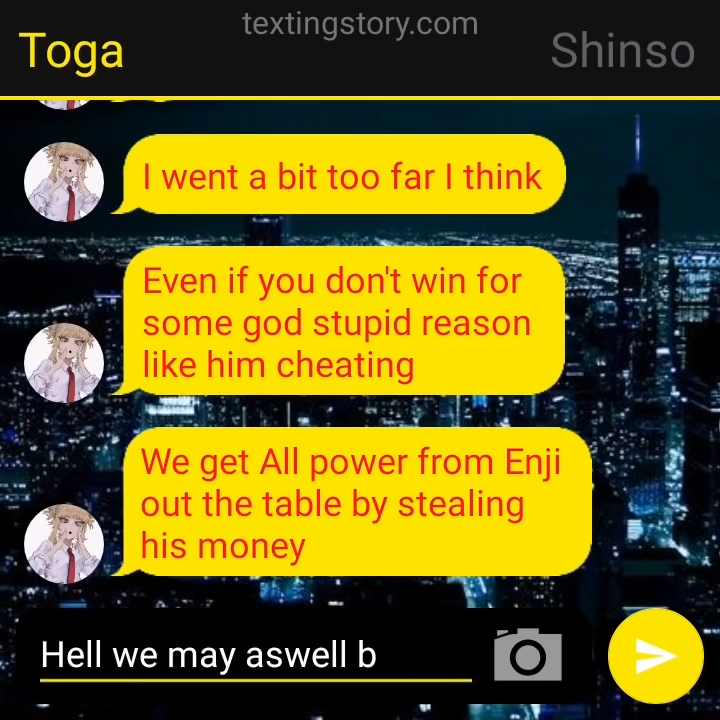 textingstory.com
Toga
Shinso
I went a bit too far I think
Even if you don't win for
some god stupid reason
like him cheating
We get All power from Enji
out the table by stealing
his money
Hell we may aswell b